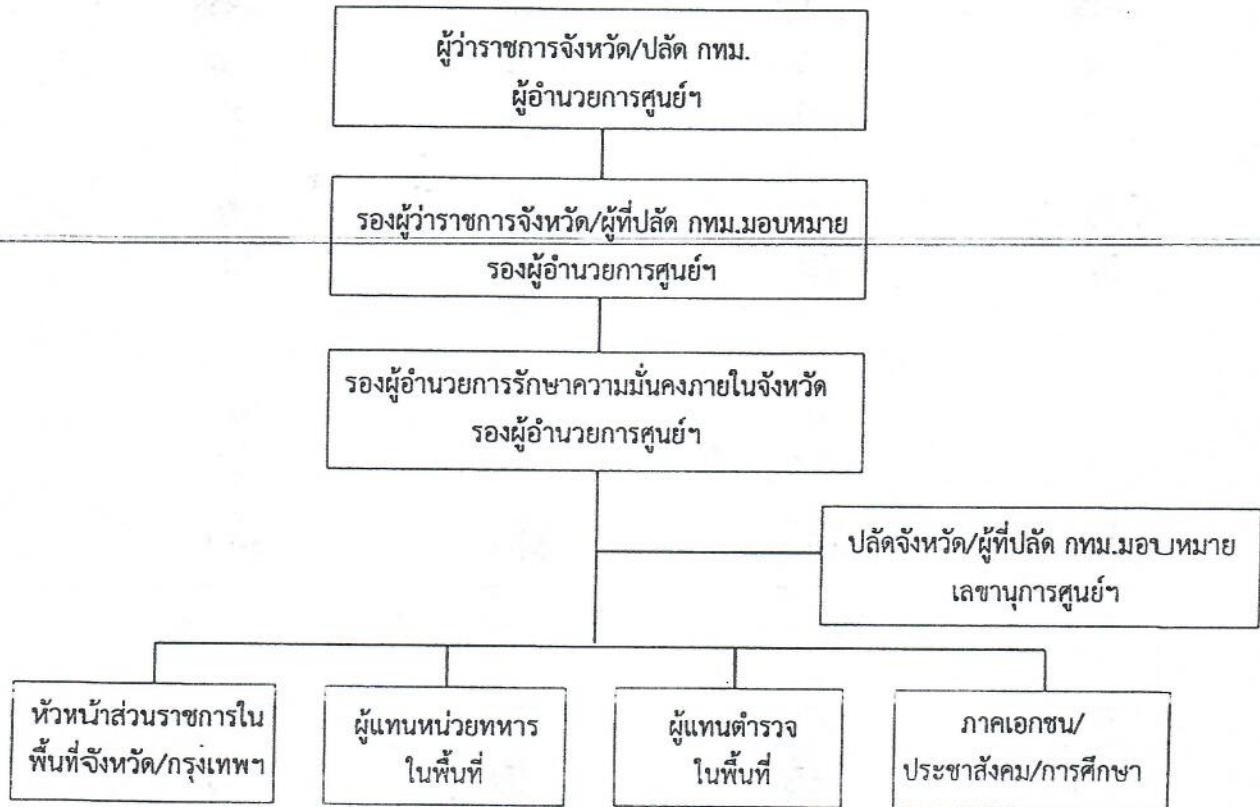 ผู้ว่าราชการจังหวัด/ปลัด กทม.
ผู้อำนวยการศูนย์ฯ
รองผู้ว่าราชการจังหวัด/ผู้ที่ปลัด กทม.มอบหมาย
รองผู้อำนวยการศูนย์ฯ
รองผู้อำนวยการรักษาความมั่นคงภายในจังหวัด
รองผู้อำนวยการศูนย์ฯ
ปลัดจังหวัด/ผู้ที่ปลัด กทม.มอบหมาย
เลขานุการศูนย์ฯ
หัวหน้าส่วนราชการใน
พื้นที่จังหวัด/กรุงเทพฯ
ผู้แทนหน่วยทหาร
ในพื้นที่
ผู้แทนตำรวจ
ในพื้นที่
ภาคเอกชน/
ประชาสังคม/การศึกษา